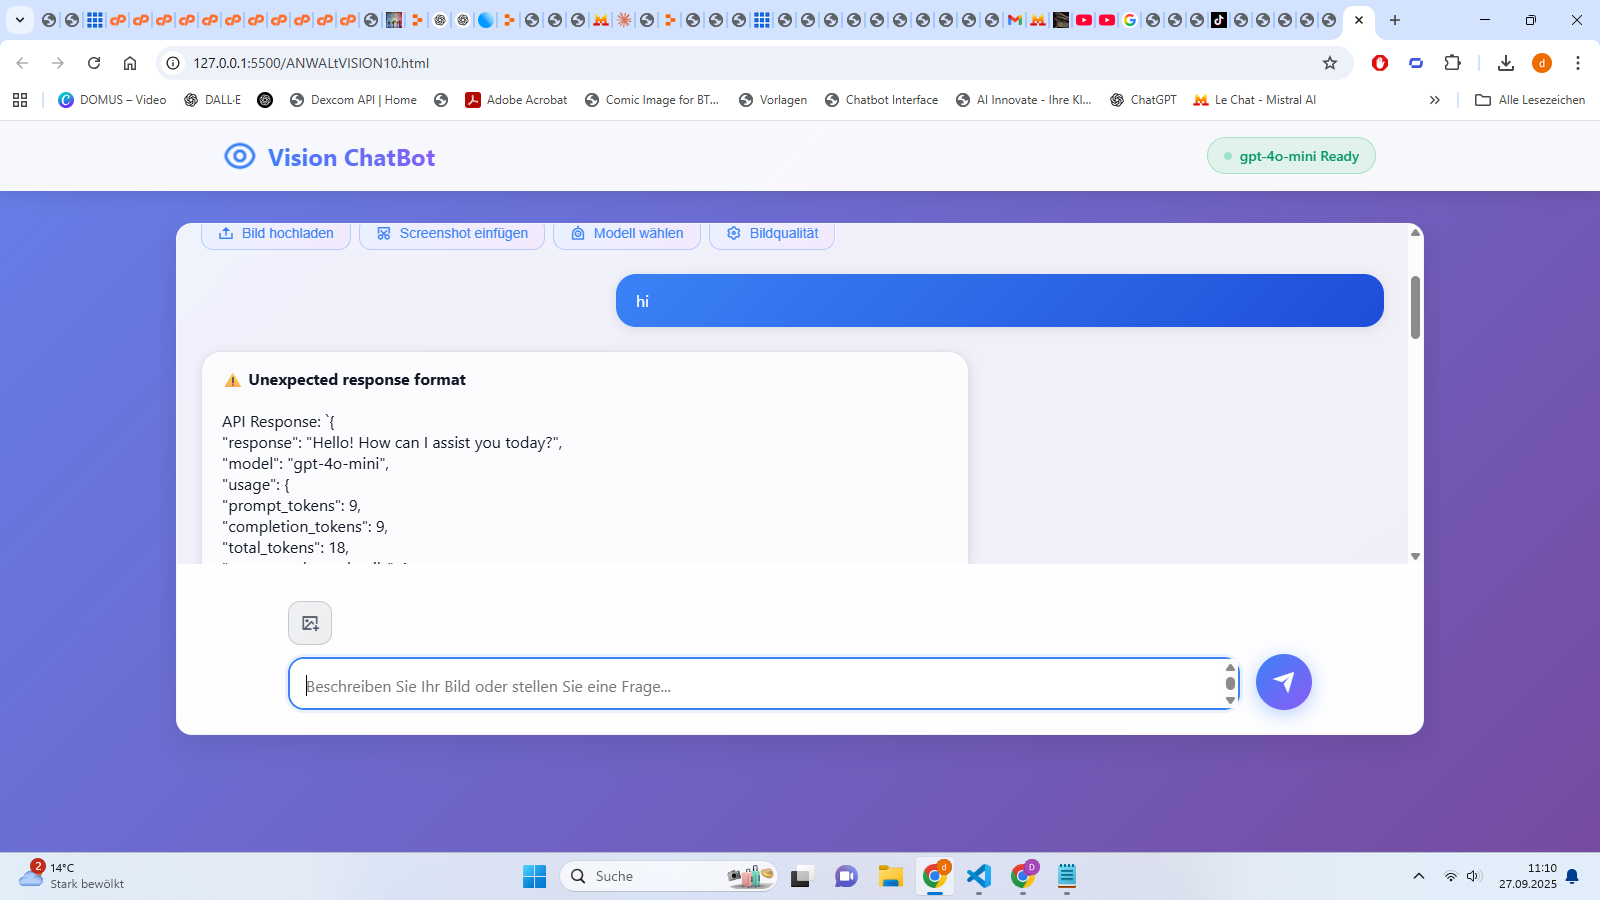 127.0.0.1:5500/ANWALtVISION10.html
d
DOMUS – Video
DALL·E
Dexcom API | Home
Adobe Acrobat
Comic Image for BT...
Vorlagen
Chatbot Interface
AI Innovate - Ihre KI...
ChatGPT
Le Chat - Mistral AI
Alle Lesezeichen
Vision ChatBot
gpt-4o-mini Ready
Bild hochladen
Screenshot einfügen
Modell wählen
Bildqualität
hi
Unexpected response format
API Response: `{
"response": "Hello! How can I assist you today?",
"model": "gpt-4o-mini",
"usage": {
"prompt_tokens": 9,
"completion_tokens": 9,
"total_tokens": 18,
Beschreiben Sie Ihr Bild oder stellen Sie eine Frage...
2
14°C
Stark bewölkt
Suche
d
D
11:10
27.09.2025